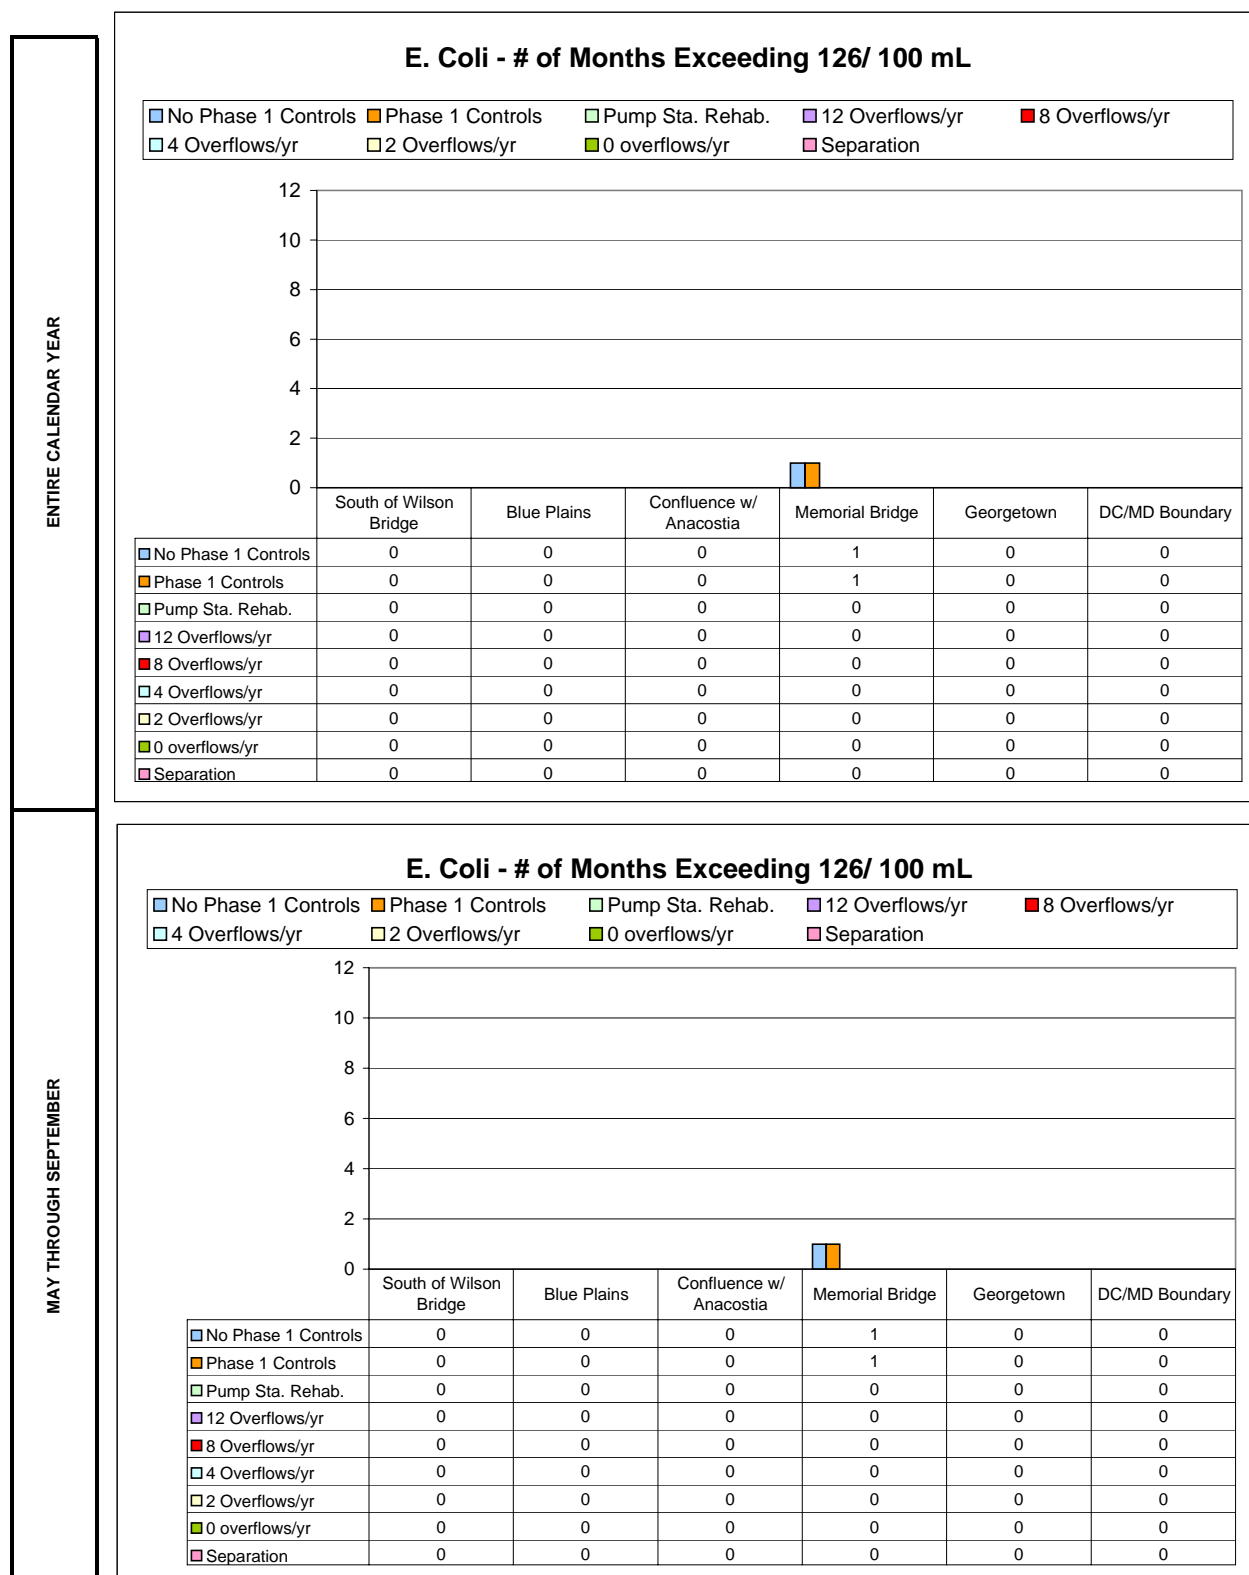 ENTIRE CALENDAR YEAR
E. Coli - # of Months Exceeding 126/ 100 mL
No Phase 1 Controls Phase 1 Controls Pump Sta. Rehab. 12 Overflows/yr 8 Overflows/yr
4 Overflows/yr 2 Overflows/yr 0 overflows/yr Separation
12
10
8
6
4
2
0
South of Wilson Bridge Blue Plains Confluence w/ Anacostia Memorial Bridge Georgetown DC/MD Boundary
No Phase 1 Controls 0 0 0 1 0 0
Phase 1 Controls 0 0 0 1 0 0
Pump Sta. Rehab. 0 0 0 0 0 0
12 Overflows/yr 0 0 0 0 0 0
8 Overflows/yr 0 0 0 0 0 0
4 Overflows/yr 0 0 0 0 0 0
2 Overflows/yr 0 0 0 0 0 0
0 overflows/yr 0 0 0 0 0 0
Separation 0 0 0 0 0 0
MAY THROUGH SEPTEMBER
E. Coli - # of Months Exceeding 126/ 100 mL
No Phase 1 Controls Phase 1 Controls Pump Sta. Rehab. 12 Overflows/yr 8 Overflows/yr
4 Overflows/yr 2 Overflows/yr 0 overflows/yr Separation
12
10
8
6
4
2
0
South of Wilson Bridge Blue Plains Confluence w/ Anacostia Memorial Bridge Georgetown DC/MD Boundary
No Phase 1 Controls 0 0 0 1 0 0
Phase 1 Controls 0 0 0 1 0 0
Pump Sta. Rehab. 0 0 0 0 0 0
12 Overflows/yr 0 0 0 0 0 0
8 Overflows/yr 0 0 0 0 0 0
4 Overflows/yr 0 0 0 0 0 0
2 Overflows/yr 0 0 0 0 0 0
0 overflows/yr 0 0 0 0 0 0
Separation 0 0 0 0 0 0